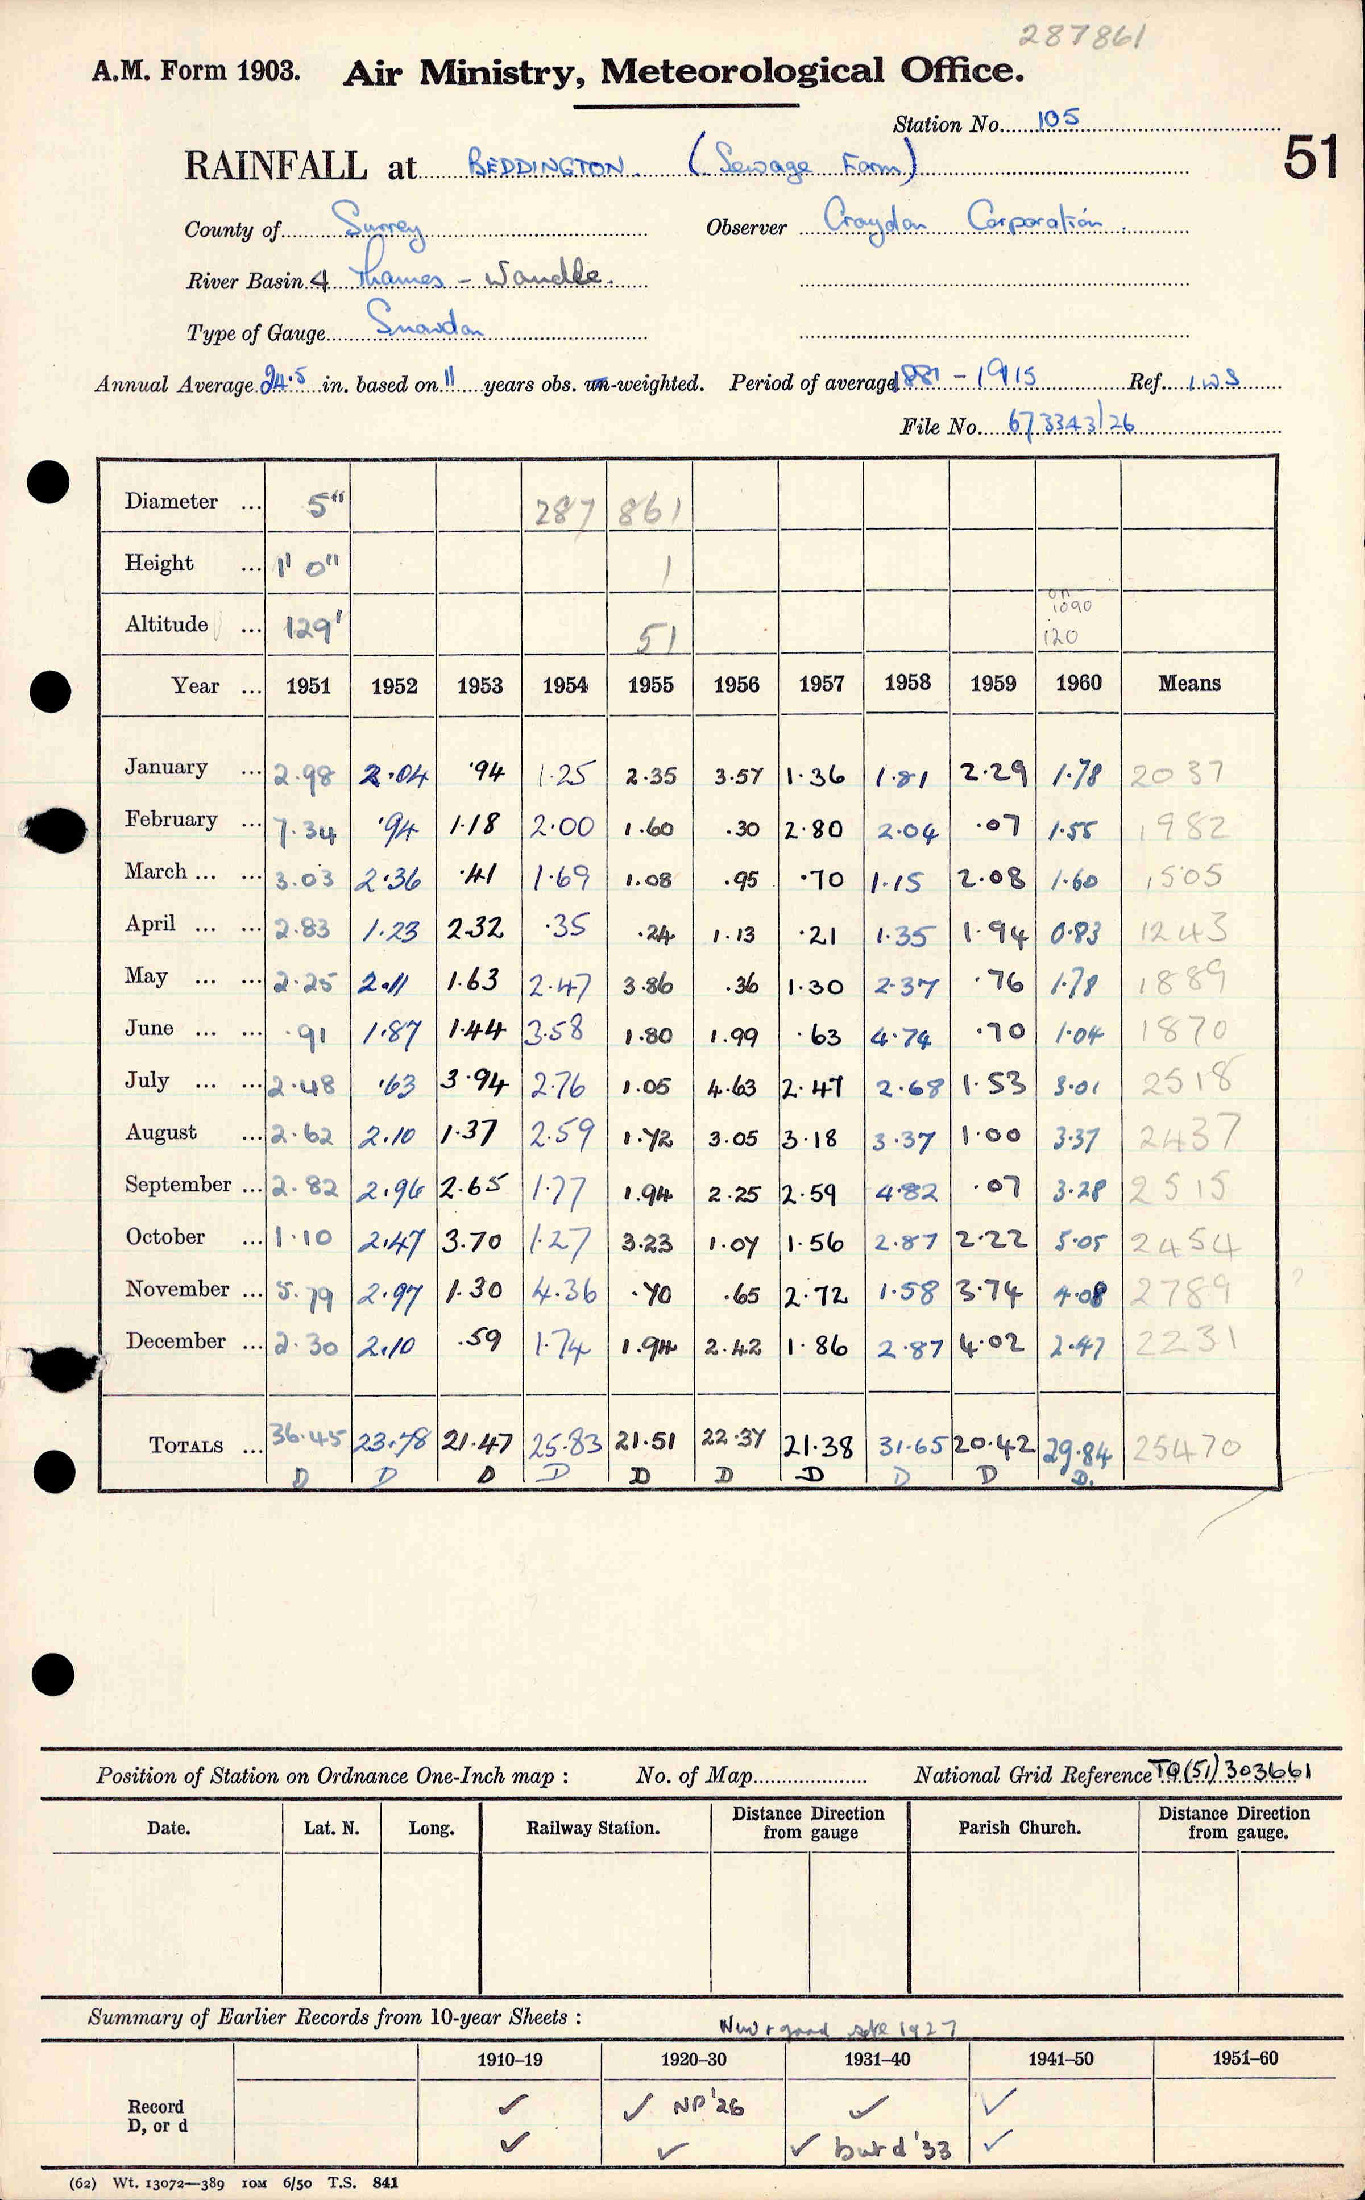 287861
A.M. Form 1903. Air Ministry, Meteorological Office.
Station No. 105
51
RAINFALL at BEDDINGTON. (Sewage Farm)
County of Surrey Observer Croydon Corporation.
River Basin 4 Thames - Wandle.
Type of Gauge Snowdon
Annual Average 24.5 in. based on 11 years obs. un-weighted. Period of average 1881 - 1915 Ref. I W S
File No. 673343/26
Diameter ... 5" 287 861
Height ... 1' 0" 1
Altitude ... 129' 51 on 1090 120
Year ... 1951 1952 1953 1954 1955 1956 1957 1958 1959 1960 Means
January ... 2.98 2.04 .94 1.25 2.35 3.57 1.36 1.81 2.29 1.78 2037
February ... 7.34 .94 1.18 2.00 1.60 .30 2.80 2.04 .07 1.55 1982
March ... ... 3.03 2.36 .41 1.69 1.08 .95 .70 1.15 2.08 1.60 1505
April ... ... 2.83 1.23 2.32 .35 .24 1.13 .21 1.35 1.94 0.83 1243
May ... ... 2.25 2.11 1.63 2.47 3.86 .36 1.30 2.37 .76 1.78 1889
June ... ... .91 1.87 1.44 3.58 1.80 1.99 .63 4.74 .70 1.04 1870
July ... ... 2.48 .63 3.94 2.76 1.05 4.63 2.47 2.68 1.53 3.01 2518
August ... 2.62 2.10 1.37 2.59 1.72 3.05 3.18 3.37 1.00 3.37 2437
September ... 2.82 2.96 2.65 1.77 1.94 2.25 2.59 4.82 .07 3.28 2515
October ... 1.10 2.47 3.70 1.27 3.23 1.07 1.56 2.87 2.22 5.05 2454
November ... 5.79 2.97 1.30 4.36 .70 .65 2.72 1.58 3.74 4.08 2789 ?
December ... 2.30 2.10 .59 1.74 1.94 2.42 1.86 2.87 4.02 2.47 2231
TOTALS ... 36.45 23.78 21.47 25.83 21.51 22.37 21.38 31.65 20.42 29.84 25470
D D D D D D D D D D.
Position of Station on Ordnance One-Inch map : No. of Map National Grid Reference TQ(51) 303661
Date. Lat. N. Long. Railway Station. Distance Direction from gauge Parish Church. Distance Direction from gauge.
Summary of Earlier Records from 10-year Sheets :
New + good site 1927
1910–19 1920–30 1931–40 1941–50 1951–60
Record ✓ ✓ NP '26 ✓ ✓
D, or d ✓ ✓ ✓ but d '33 ✓
(62) Wt. 13072—389 10M 6/50 T.S. 841